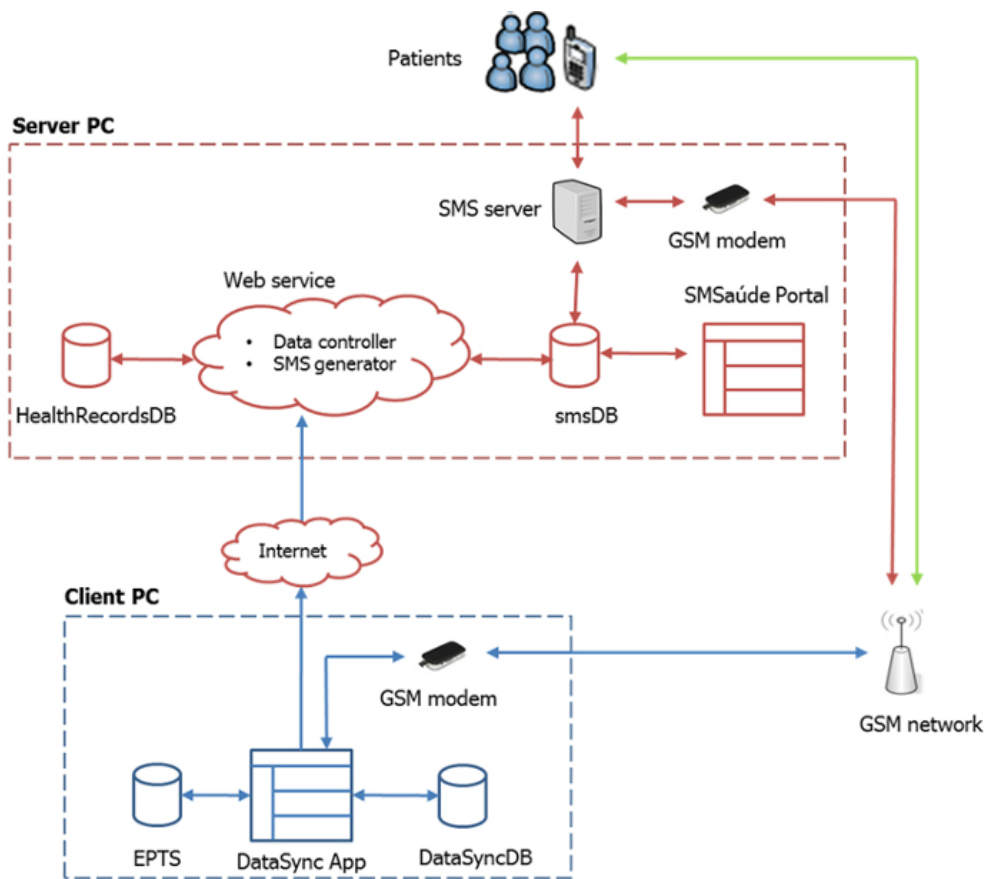 Patients
Server PC
SMS server
GSM modem
Web service
SMSaúde Portal
• Data controller
• SMS generator
HealthRecordsDB
smsDB
Internet
Client PC
GSM modem
GSM network
EPTS
DataSync App
DataSyncDB